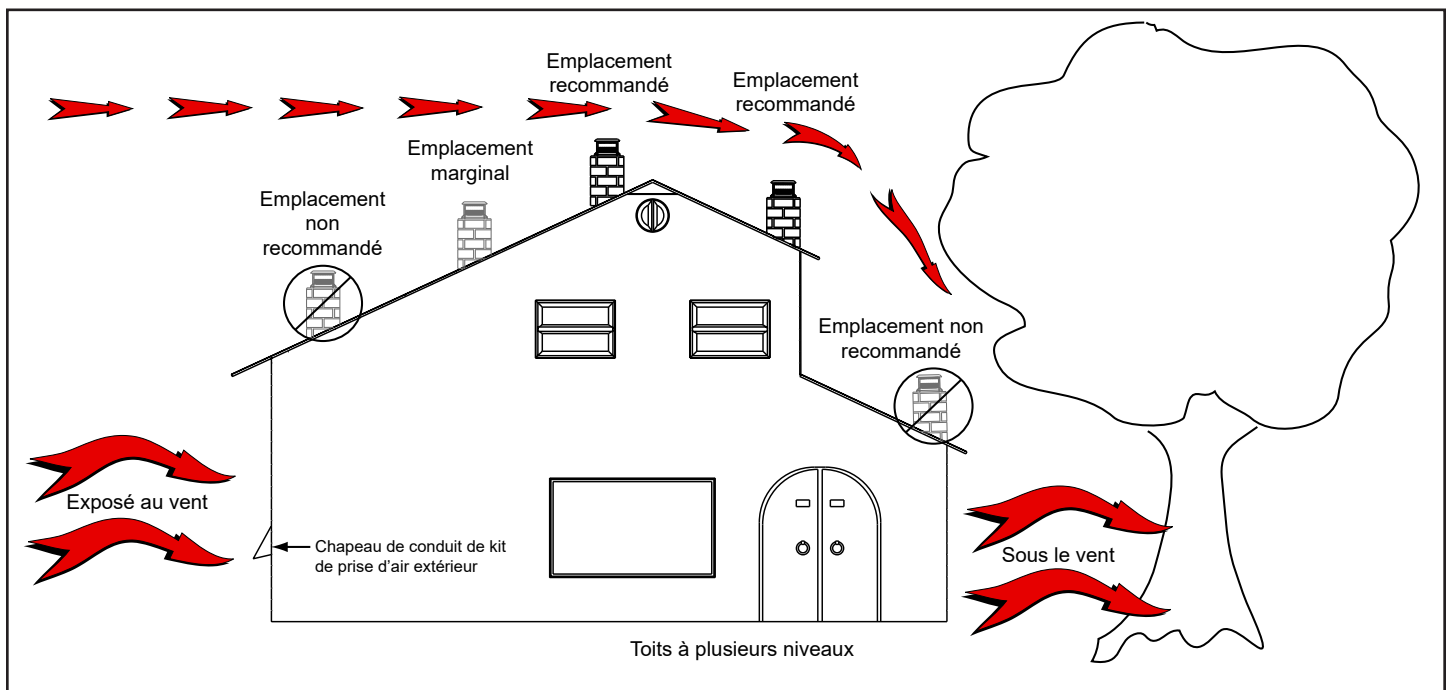 Emplacement
recommandé
Emplacement
recommandé
Emplacement
marginal
Emplacement
non
recommandé
Emplacement non
recommandé
Exposé au vent
Chapeau de conduit de kit
de prise d’air extérieur
Sous le vent
Toits à plusieurs niveaux